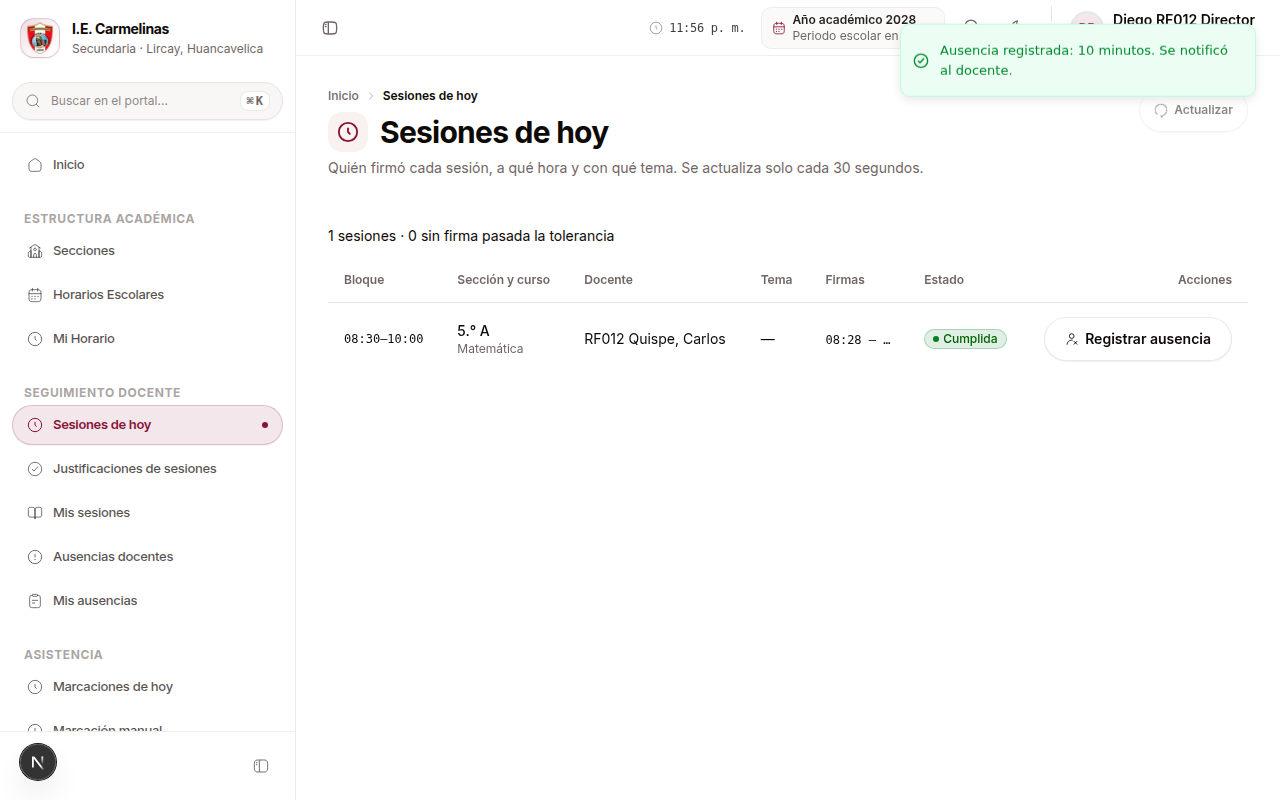 I.E. Carmelinas
Secundaria · Lircay, Huancavelica
Buscar en el portal...
⌘K
Inicio
ESTRUCTURA ACADÉMICA
Secciones
Horarios Escolares
Mi Horario
SEGUIMIENTO DOCENTE
Sesiones de hoy
Justificaciones de sesiones
Mis sesiones
Ausencias docentes
Mis ausencias
ASISTENCIA
Marcaciones de hoy
Marcación manual
N
11:56 p. m.
Año académico 2028
Periodo escolar en
Diego RF012 Director
Ausencia registrada: 10 minutos. Se notificó
al docente.
Inicio
Sesiones de hoy
Sesiones de hoy
Actualizar
Quién firmó cada sesión, a qué hora y con qué tema. Se actualiza solo cada 30 segundos.
1 sesiones · 0 sin firma pasada la tolerancia
Bloque Sección y curso Docente Tema Firmas Estado Acciones
08:30–10:00 5.° A RF012 Quispe, Carlos — 08:28 — … Cumplida Registrar ausencia
Matemática